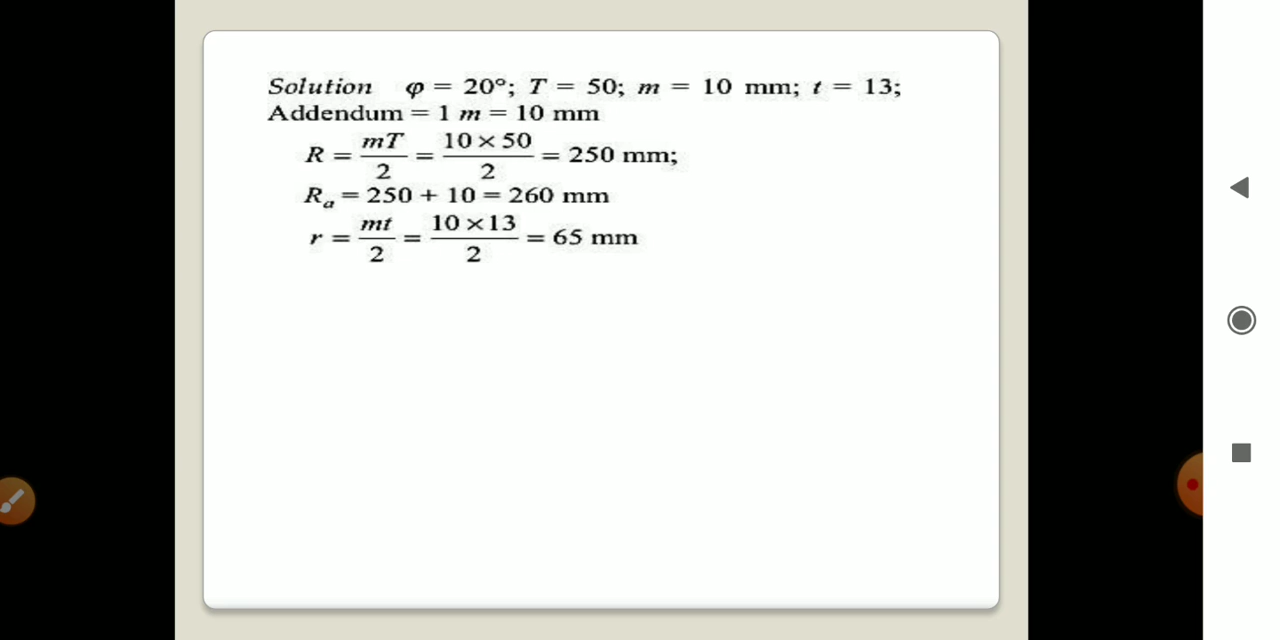 Solution φ = 20°; T = 50; m = 10 mm; t = 13;
Addendum = 1 m = 10 mm
R = mT/2 = 10 × 50/2 = 250 mm;
Ra = 250 + 10 = 260 mm
r = mt/2 = 10 × 13/2 = 65 mm